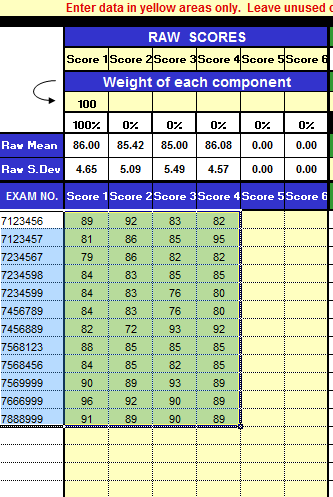 Enter data in yellow areas only. Leave unused
RAW SCORES
Score 1 Score 2 Score 3 Score 4 Score 5 Score 6
Weight of each component
100
100% 0% 0% 0% 0% 0%
Raw Mean 86.00 85.42 85.00 86.08 0.00 0.00
Raw S.Dev 4.65 5.09 5.49 4.57 0.00 0.00
EXAM NO. Score 1 Score 2 Score 3 Score 4 Score 5 Score 6
7123456 89 92 83 82
7123457 81 86 85 95
7234567 79 86 82 82
7234598 84 83 85 85
7234599 84 83 76 80
7456789 84 83 76 80
7456889 82 72 93 92
7568123 88 85 85 85
7568456 84 85 82 85
7569999 90 89 93 89
7666999 96 92 90 89
7888999 91 89 90 89